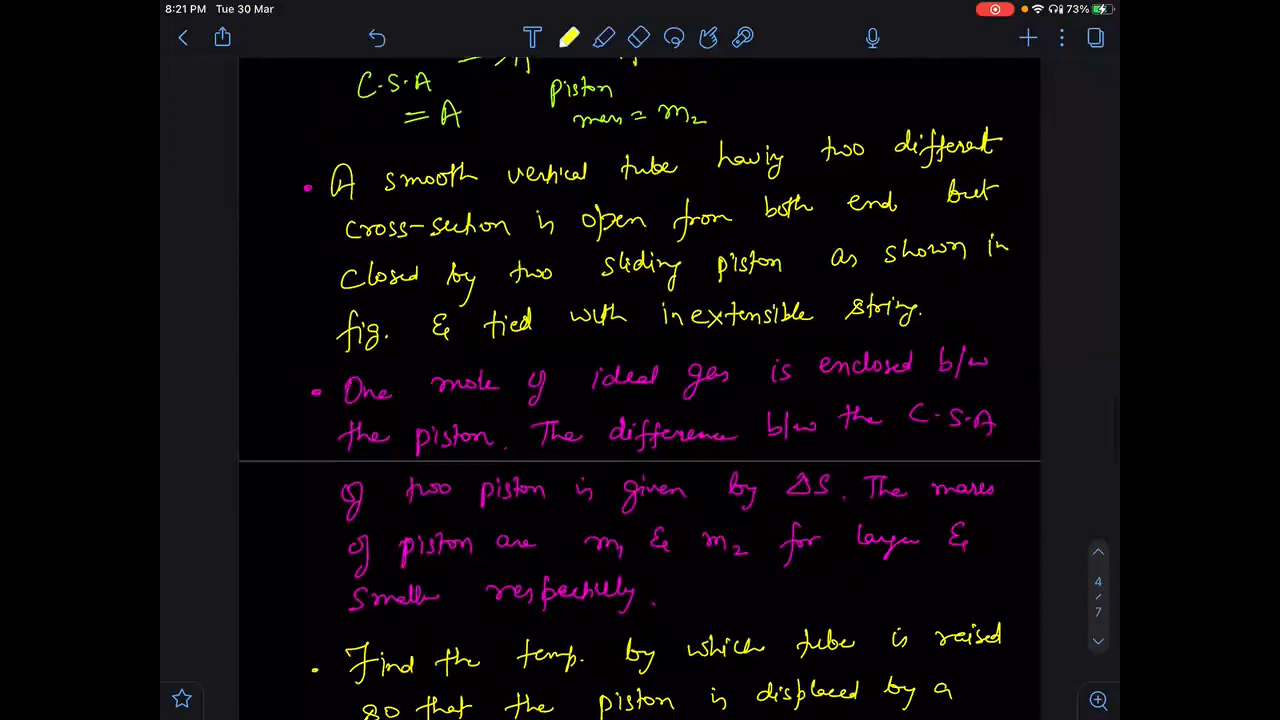 8:21 PM Tue 30 Mar
73%
C.S.A
= A
piston
mass = m₂
• A smooth vertical tube having two different
cross-section is open from both end but
closed by two sliding piston as shown in
fig. & tied with inextensible string.
• One mole of ideal gas is enclosed b/w
the piston. The difference b/w the C.S.A
of two piston is given by ΔS. The masses
of piston are m₁ & m₂ for larger &
smaller respectively.
• Find the temp. by which tube is raised
so that the piston is displaced by a
4
/
7